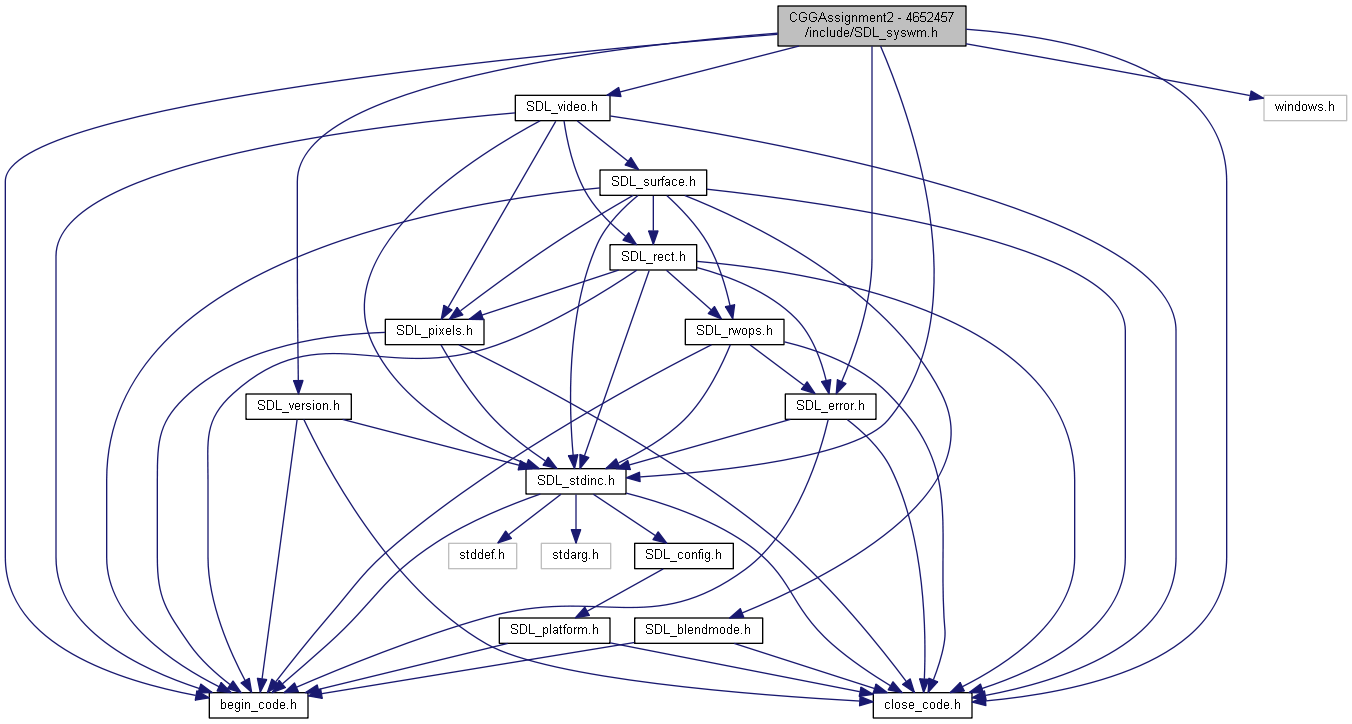 CGGAssignment2 - 4652457
/include/SDL_syswm.h
SDL_video.h
windows.h
SDL_surface.h
SDL_rect.h
SDL_pixels.h
SDL_rwops.h
SDL_version.h
SDL_error.h
SDL_stdinc.h
stddef.h
stdarg.h
SDL_config.h
SDL_platform.h
SDL_blendmode.h
begin_code.h
close_code.h